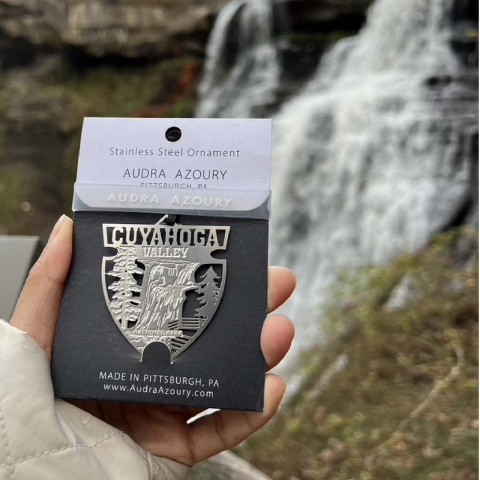 Stainless Steel Ornament
AUDRA AZOURY
PITTSBURGH, PA
AUDRA AZOURY
CUYAHOGA
VALLEY
NATIONAL PARK
MADE IN PITTSBURGH, PA
www.AudraAzoury.com